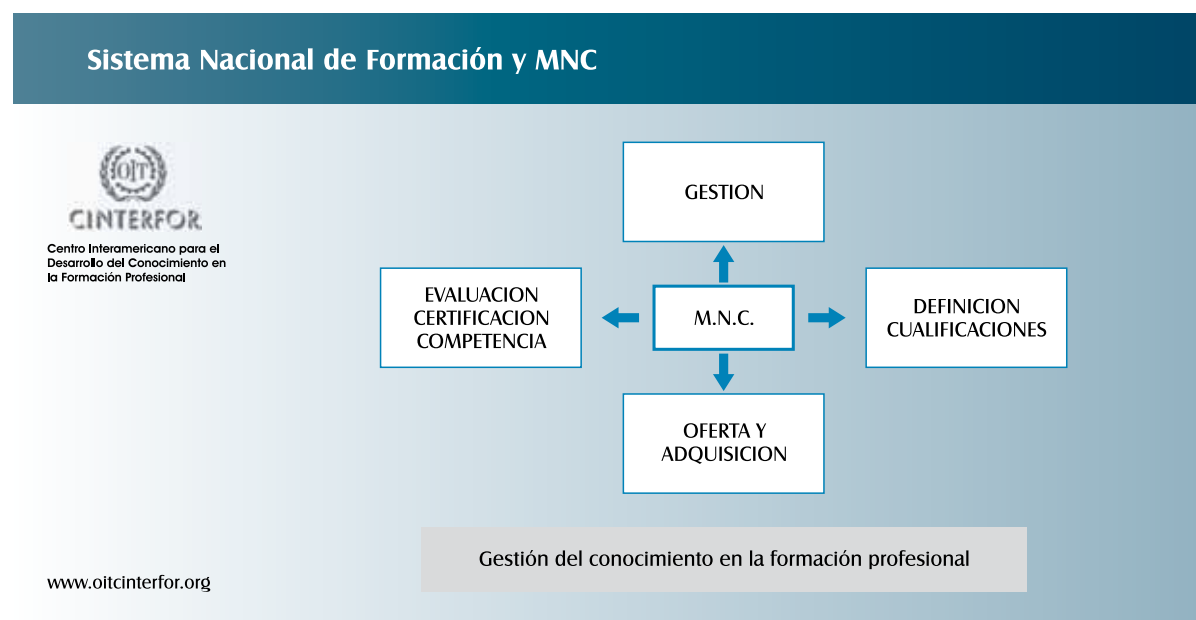 Sistema Nacional de Formación y MNC
OIT
CINTERFOR
Centro Interamericano para el
Desarrollo del Conocimiento en
la Formación Profesional
GESTION
EVALUACION
CERTIFICACION
COMPETENCIA
M.N.C.
DEFINICION
CUALIFICACIONES
OFERTA Y
ADQUISICION
Gestión del conocimiento en la formación profesional
www.oitcinterfor.org